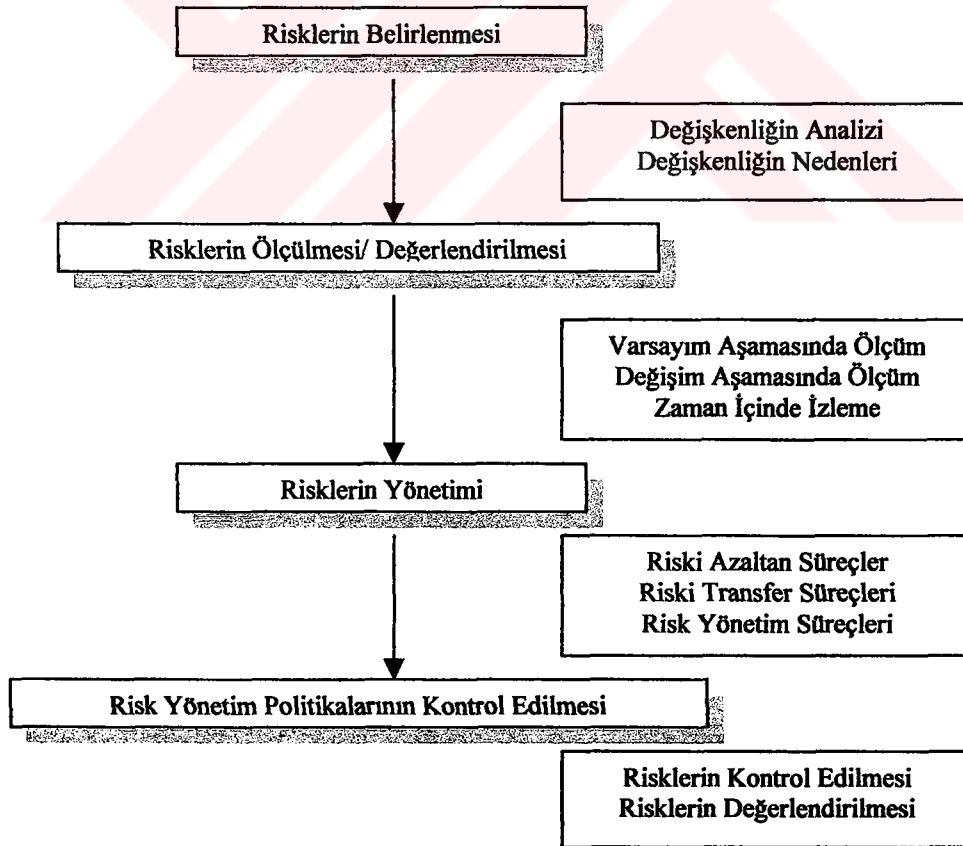 Risklerin Belirlenmesi
Değişkenliğin Analizi
Değişkenliğin Nedenleri
Risklerin Ölçülmesi/ Değerlendirilmesi
Varsayım Aşamasında Ölçüm
Değişim Aşamasında Ölçüm
Zaman İçinde İzleme
Risklerin Yönetimi
Riski Azaltan Süreçler
Riski Transfer Süreçleri
Risk Yönetim Süreçleri
Risk Yönetim Politikalarının Kontrol Edilmesi
Risklerin Kontrol Edilmesi
Risklerin Değerlendirilmesi